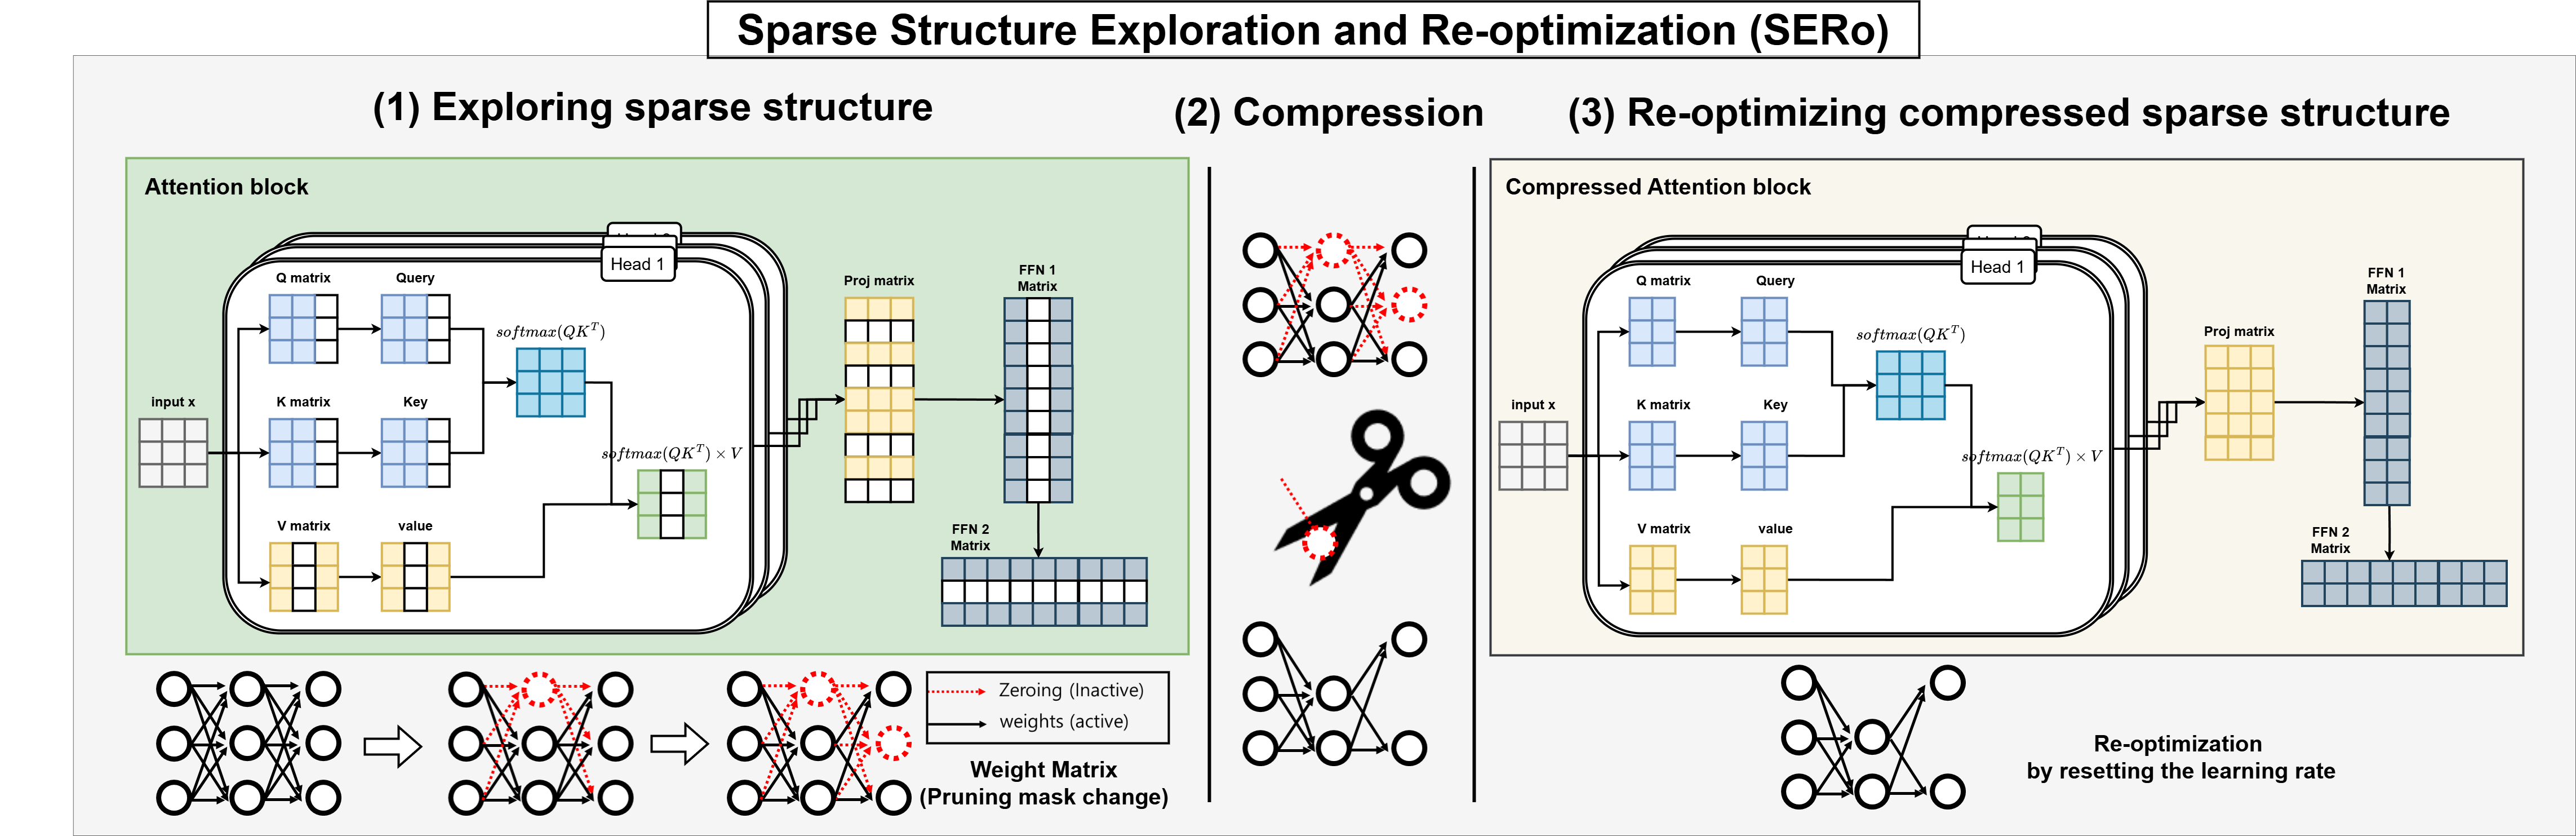 Sparse Structure Exploration and Re-optimization (SERo)
(1) Exploring sparse structure
Attention block
Head 1
Q matrix
Query
softmax(QK^T)
K matrix
Key
input x
softmax(QK^T) × V
V matrix
value
Proj matrix
FFN 1
Matrix
FFN 2
Matrix
Zeroing (Inactive)
weights (active)
Weight Matrix
(Pruning mask change)
(2) Compression
(3) Re-optimizing compressed sparse structure
Compressed Attention block
Head 1
Q matrix
Query
softmax(QK^T)
K matrix
Key
input x
softmax(QK^T) × V
V matrix
value
Proj matrix
FFN 1
Matrix
FFN 2
Matrix
Re-optimization
by resetting the learning rate